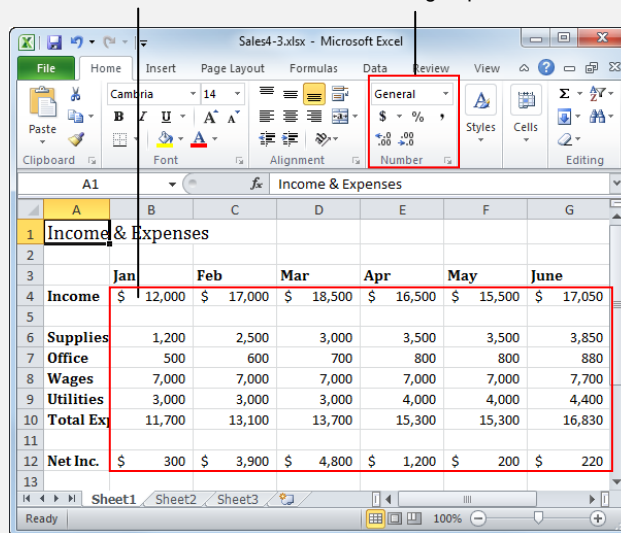 Sales4-3.xlsx - Microsoft Excel
File Home Insert Page Layout Formulas Data Review View
Cambria 14 General
Paste Styles Cells
Clipboard Font Alignment Number Editing
A1 fx Income & Expenses
A B C D E F G
1 Income & Expenses
2
3 Jan Feb Mar Apr May June
4 Income $ 12,000 $ 17,000 $ 18,500 $ 16,500 $ 15,500 $ 17,050
5
6 Supplies 1,200 2,500 3,000 3,500 3,500 3,850
7 Office 500 600 700 800 800 880
8 Wages 7,000 7,000 7,000 7,000 7,000 7,700
9 Utilities 3,000 3,000 3,000 4,000 4,000 4,400
10 Total Exp 11,700 13,100 13,700 15,300 15,300 16,830
11
12 Net Inc. $ 300 $ 3,900 $ 4,800 $ 1,200 $ 200 $ 220
13
Sheet1 Sheet2 Sheet3
Ready 100%